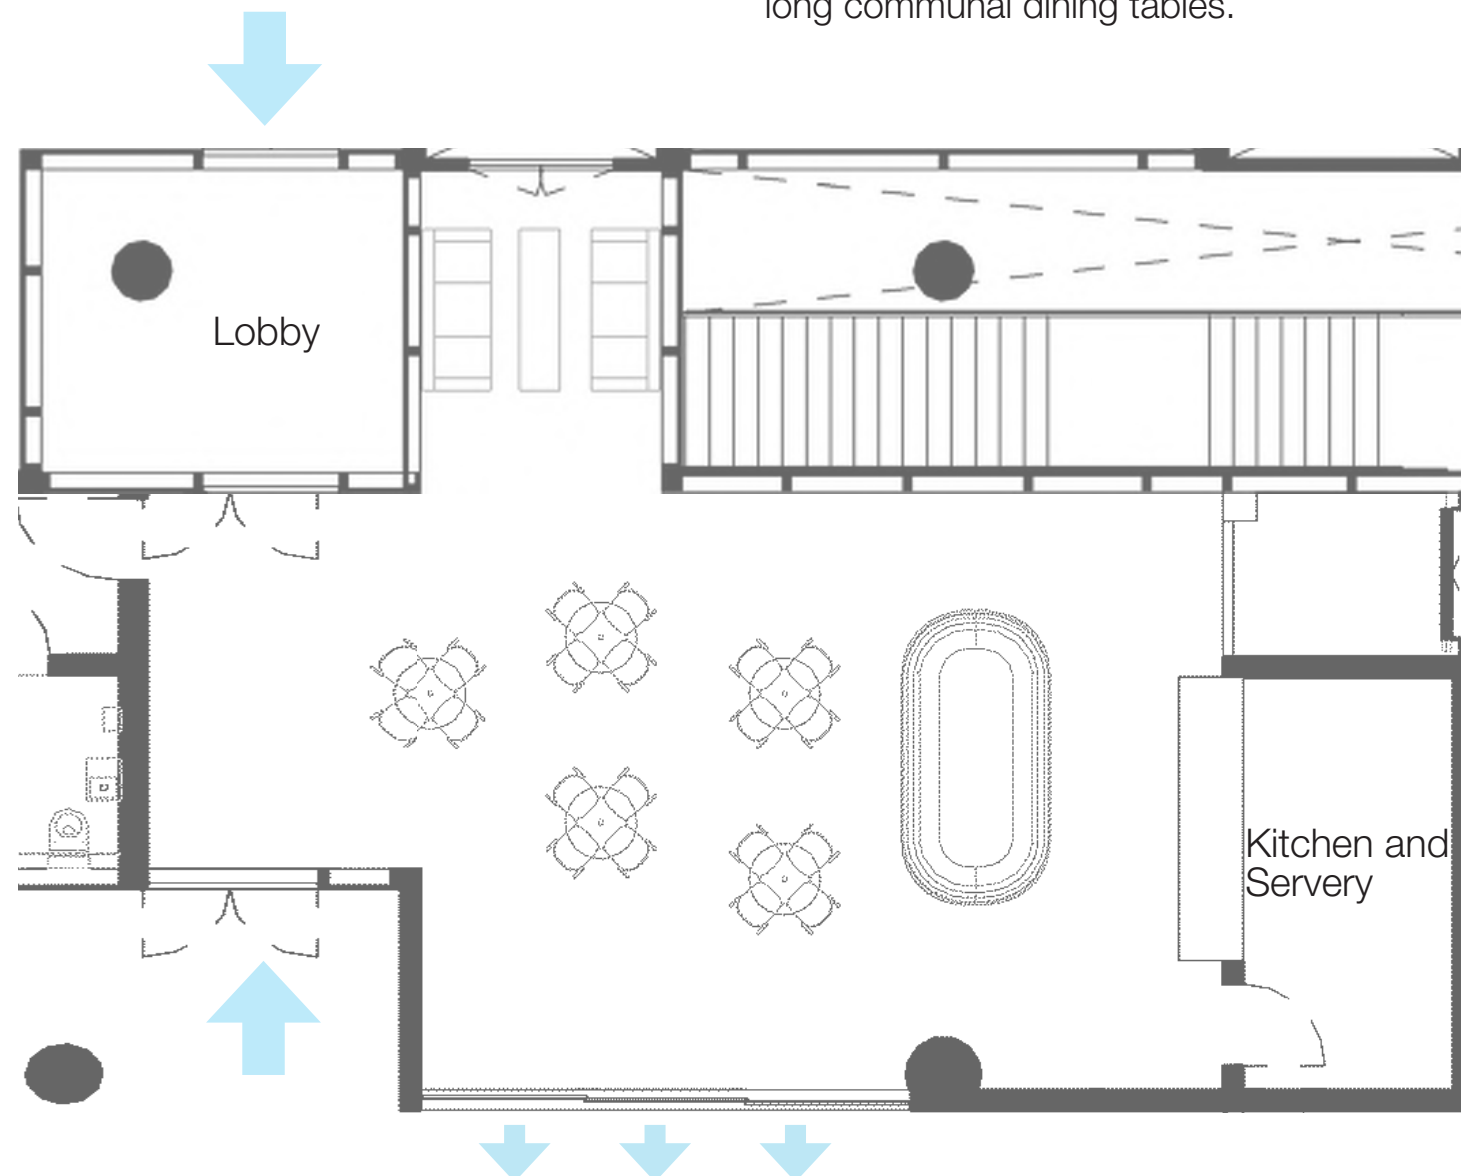 long communal dining tables.
Lobby
Kitchen and
Servery